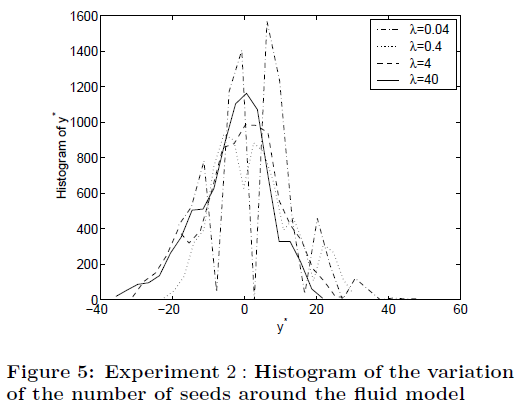 1600
1400
1200
1000
800
600
400
200
0
Histogram of y*
−40
−20
0
20
40
60
y*
λ=0.04
λ=0.4
λ=4
λ=40
Figure 5: Experiment 2 : Histogram of the variation
of the number of seeds around the fluid model